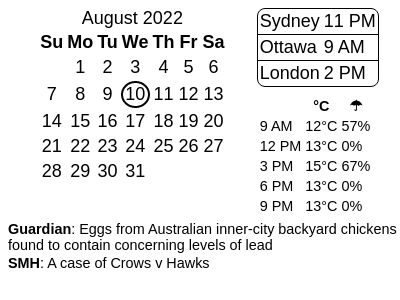 August 2022
Su Mo Tu We Th Fr Sa
1 2 3 4 5 6
7 8 9 10 11 12 13
14 15 16 17 18 19 20
21 22 23 24 25 26 27
28 29 30 31
Sydney 11 PM
Ottawa 9 AM
London 2 PM
°C ☂
9 AM 12°C 57%
12 PM 13°C 0%
3 PM 15°C 67%
6 PM 13°C 0%
9 PM 13°C 0%
Guardian: Eggs from Australian inner-city backyard chickens
found to contain concerning levels of lead
SMH: A case of Crows v Hawks